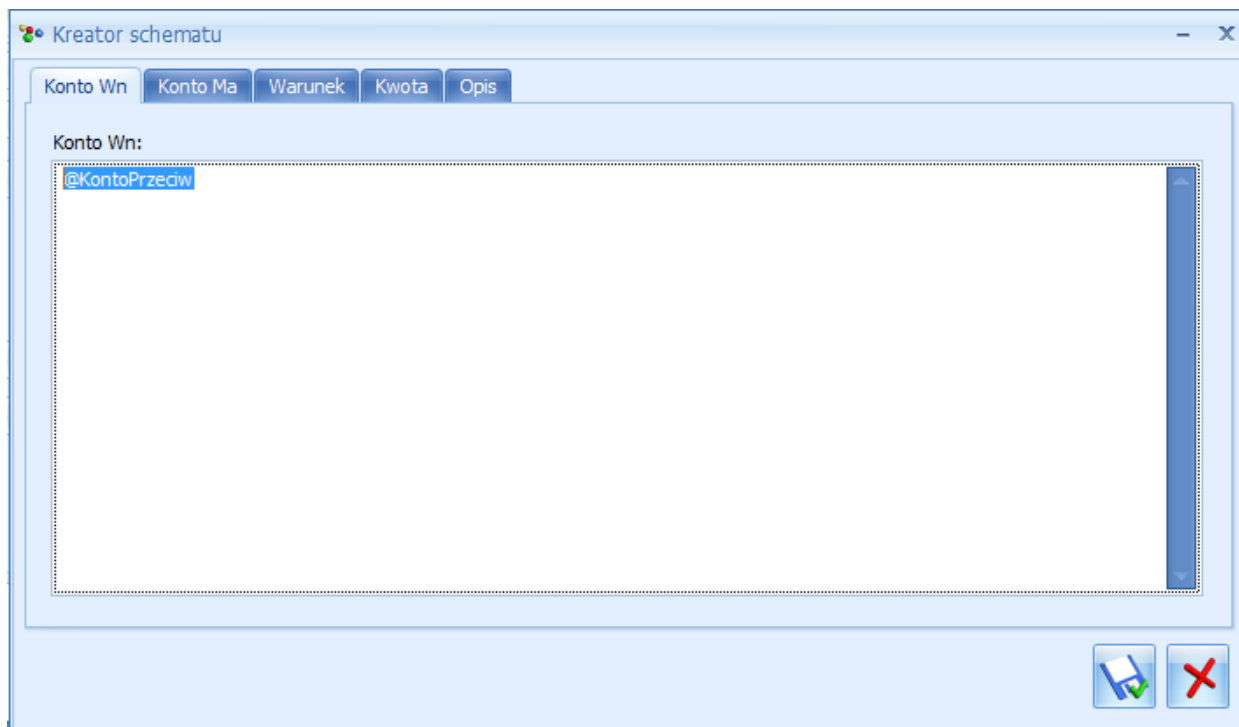 Kreator schematu
Konto Wn Konto Ma Warunek Kwota Opis
Konto Wn:
@KontoPrzeciw